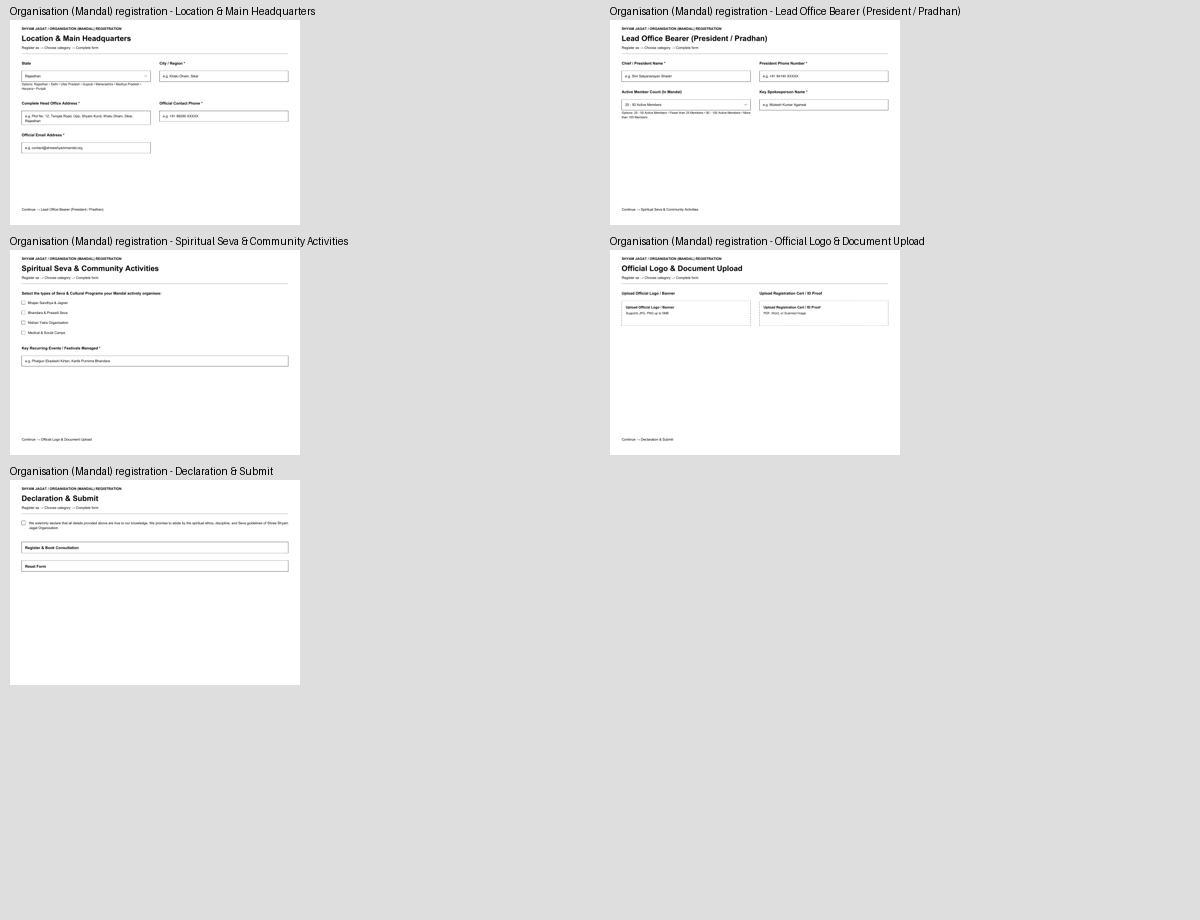 Organisation (Mandal) registration - Location & Main Headquarters
SHYAM JAGAT / ORGANISATION (MANDAL) REGISTRATION
Location & Main Headquarters
Register as → Choose category → Complete form
State
City / Region *
Rajasthan
e.g. Khatu Dham, Sikar
Options: Rajasthan • Delhi • Uttar Pradesh • Gujarat • Maharashtra • Madhya Pradesh •
Haryana • Punjab
Complete Head Office Address *
Official Contact Phone *
e.g. Plot No. 12, Temple Road, Opp. Shyam Kund, Khatu Dham, Sikar,
Rajasthan
e.g. +91 98290 XXXXX
Official Email Address *
e.g. contact@shreeshyammandal.org
Continue → Lead Office Bearer (President / Pradhan)
Organisation (Mandal) registration - Lead Office Bearer (President / Pradhan)
SHYAM JAGAT / ORGANISATION (MANDAL) REGISTRATION
Lead Office Bearer (President / Pradhan)
Register as → Choose category → Complete form
Chief / President Name *
President Phone Number *
e.g. Shri Satyanarayan Shastri
e.g. +91 94140 XXXXX
Active Member Count (in Mandal)
Key Spokesperson Name *
20 - 50 Active Members
e.g. Mukesh Kumar Agarwal
Options: 20 - 50 Active Members • Fewer than 20 Members • 50 - 100 Active Members • More
than 100 Members
Continue → Spiritual Seva & Community Activities
Organisation (Mandal) registration - Spiritual Seva & Community Activities
SHYAM JAGAT / ORGANISATION (MANDAL) REGISTRATION
Spiritual Seva & Community Activities
Register as → Choose category → Complete form
Select the types of Seva & Cultural Programs your Mandal actively organises:
Bhajan Sandhya & Jagran
Bhandara & Prasadi Seva
Nishan Yatra Organisation
Medical & Social Camps
Key Recurring Events / Festivals Managed *
e.g. Phalgun Ekadashi Kirtan, Kartik Purnima Bhandara
Continue → Official Logo & Document Upload
Organisation (Mandal) registration - Official Logo & Document Upload
SHYAM JAGAT / ORGANISATION (MANDAL) REGISTRATION
Official Logo & Document Upload
Register as → Choose category → Complete form
Upload Official Logo / Banner
Upload Registration Cert / ID Proof
Upload Official Logo / Banner
Supports JPG, PNG up to 5MB
Upload Registration Cert / ID Proof
PDF, Word, or Scanned Image
Continue → Declaration & Submit
Organisation (Mandal) registration - Declaration & Submit
SHYAM JAGAT / ORGANISATION (MANDAL) REGISTRATION
Declaration & Submit
Register as → Choose category → Complete form
We solemnly declare that all details provided above are true to our knowledge. We promise to abide by the spiritual ethos, discipline, and Seva guidelines of Shree Shyam
Jagat Organisation.
Register & Book Consultation
Reset Form